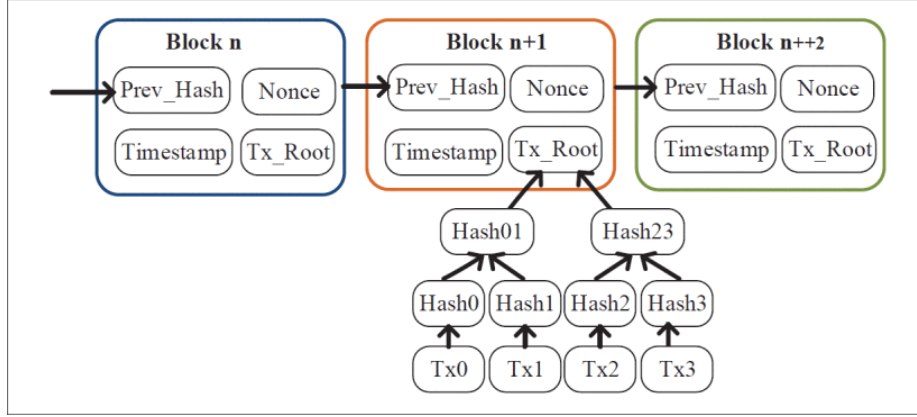 Block n
Block n+1
Block n++2
Prev_Hash Nonce
Prev_Hash Nonce
Prev_Hash Nonce
Timestamp Tx_Root
Timestamp Tx_Root
Timestamp Tx_Root
Hash01 Hash23
Hash0 Hash1 Hash2 Hash3
Tx0 Tx1 Tx2 Tx3